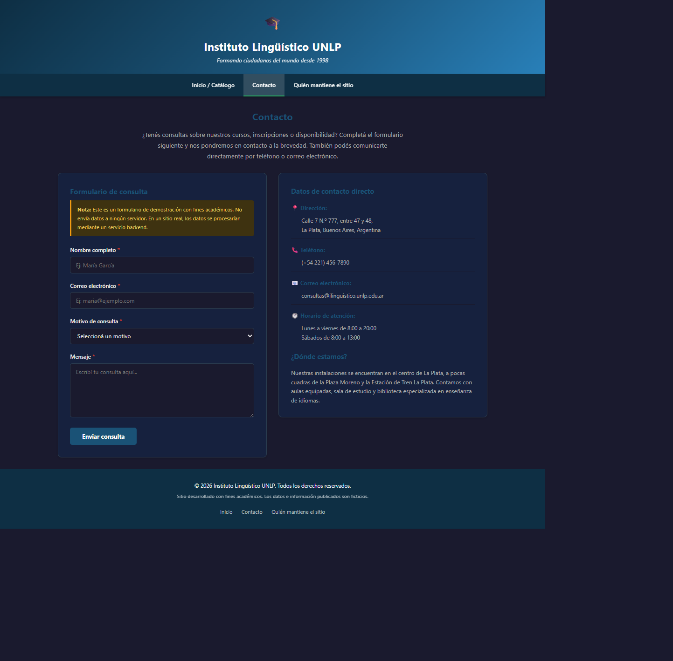 Instituto Lingüístico UNLP
Formando ciudadanos del mundo desde 1998
Inicio / Catálogo
Contacto
Quién mantiene el sitio
Contacto
¿Tenés consultas sobre nuestros cursos, inscripciones o disponibilidad? Completá el formulario
siguiente y nos pondremos en contacto a la brevedad. También podés comunicarte
directamente por teléfono o correo electrónico.
Formulario de consulta
Nota: Este es un formulario de demostración con fines académicos. No
envía datos a ningún servidor. En un sitio real, los datos se procesarían
mediante un servicio backend.
Nombre completo *
Ej: María García
Correo electrónico *
Ej: maria@ejemplo.com
Motivo de consulta *
Seleccioná un motivo
Mensaje *
Escribí tu consulta aquí...
Enviar consulta
Datos de contacto directo
Dirección:
Calle 7 N.º 777, entre 47 y 48,
La Plata, Buenos Aires, Argentina
Teléfono:
(+54 221) 456-7890
Correo electrónico:
consultas@linguistico.unlp.edu.ar
Horario de atención:
Lunes a viernes de 8:00 a 20:00
Sábados de 8:00 a 13:00
¿Dónde estamos?
Nuestras instalaciones se encuentran en el centro de La Plata, a pocas
cuadras de la Plaza Moreno y la Estación de Tren La Plata. Contamos con
aulas equipadas, sala de estudio y biblioteca especializada en enseñanza
de idiomas.
© 2026 Instituto Lingüístico UNLP. Todos los derechos reservados.
Sitio desarrollado con fines académicos. Los datos e información publicados son ficticios.
Inicio
Contacto
Quién mantiene el sitio